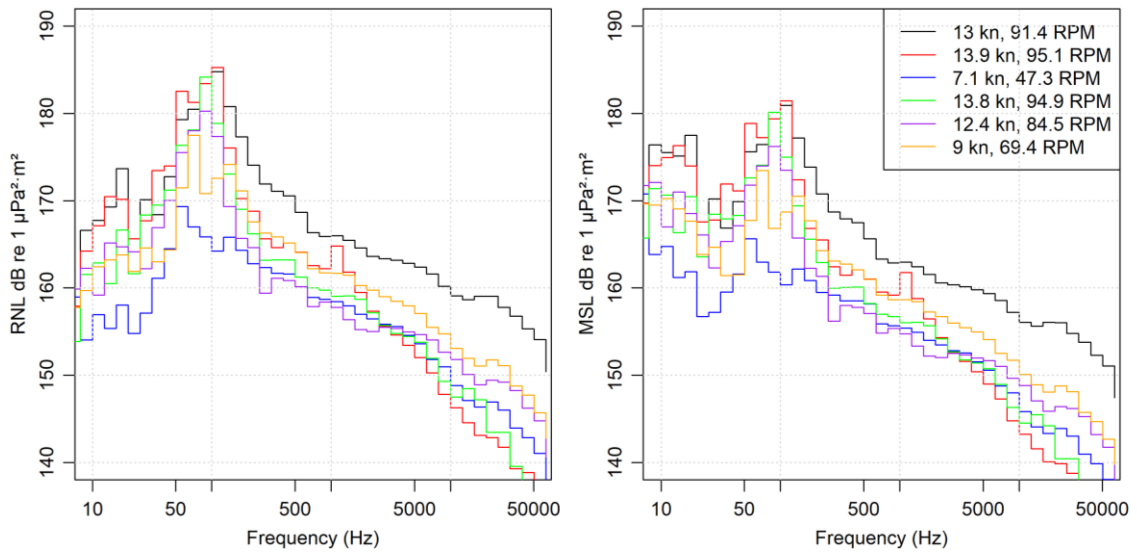 190
180
170
160
150
140
RNL dB re 1 µPa²·m²
10
50
500
5000
50000
Frequency (Hz)
190
180
170
160
150
140
MSL dB re 1 µPa²·m²
10
50
500
5000
50000
Frequency (Hz)
13 kn, 91.4 RPM
13.9 kn, 95.1 RPM
7.1 kn, 47.3 RPM
13.8 kn, 94.9 RPM
12.4 kn, 84.5 RPM
9 kn, 69.4 RPM